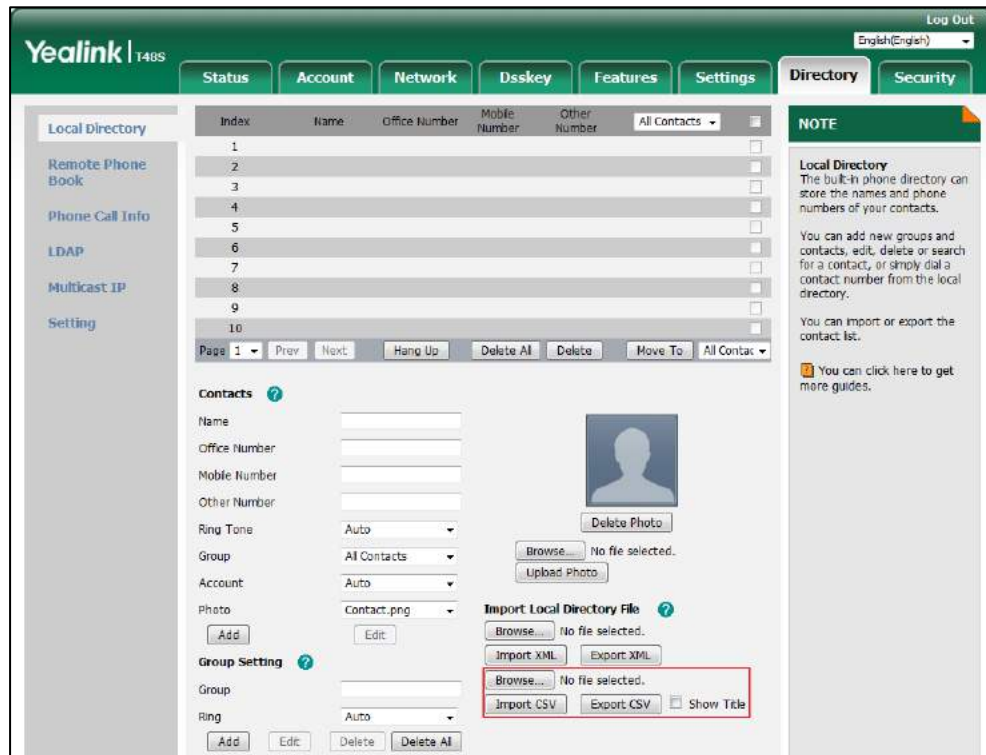 Log Out
English(English)
Yealink | T48S
Status Account Network Dsskey Features Settings Directory Security
Local Directory
Remote Phone
Book
Phone Call Info
LDAP
Multicast IP
Setting
Index Name Office Number Mobile Number Other Number All Contacts
1
2
3
4
5
6
7
8
9
10
Page 1 Prev Next Hang Up Delete All Delete Move To All Contac
Contacts ?
Name
Office Number
Mobile Number
Other Number
Ring Tone Auto
Group All Contacts
Account Auto
Photo Contact.png
Add Edit
Group Setting ?
Group
Ring Auto
Add Edit Delete Delete All
Delete Photo
Browse... No file selected.
Upload Photo
Import Local Directory File ?
Browse... No file selected.
Import XML Export XML
Browse... No file selected.
Import CSV Export CSV Show Title
NOTE
Local Directory
The built-in phone directory can
store the names and phone
numbers of your contacts.
You can add new groups and
contacts, edit, delete or search
for a contact, or simply dial a
contact number from the local
directory.
You can import or export the
contact list.
? You can click here to get
more guides.